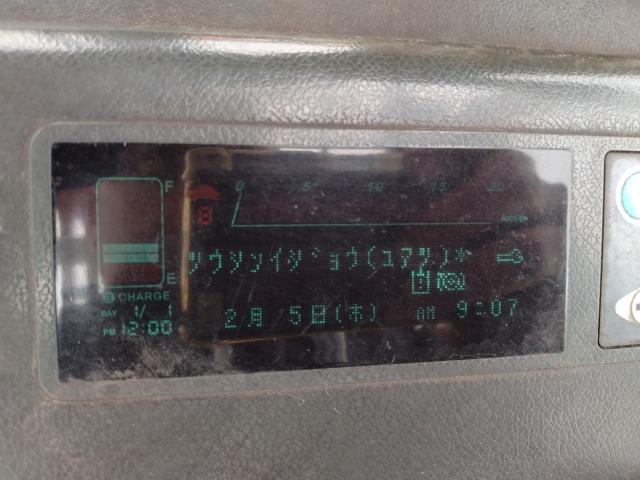 F
0 5 10 15 20
km/h
ツウシンイジョウ(ユアツ)*
E
CHARGE
DAY 1/ 1
PM 12:00
2月 5日(木) AM 9:07